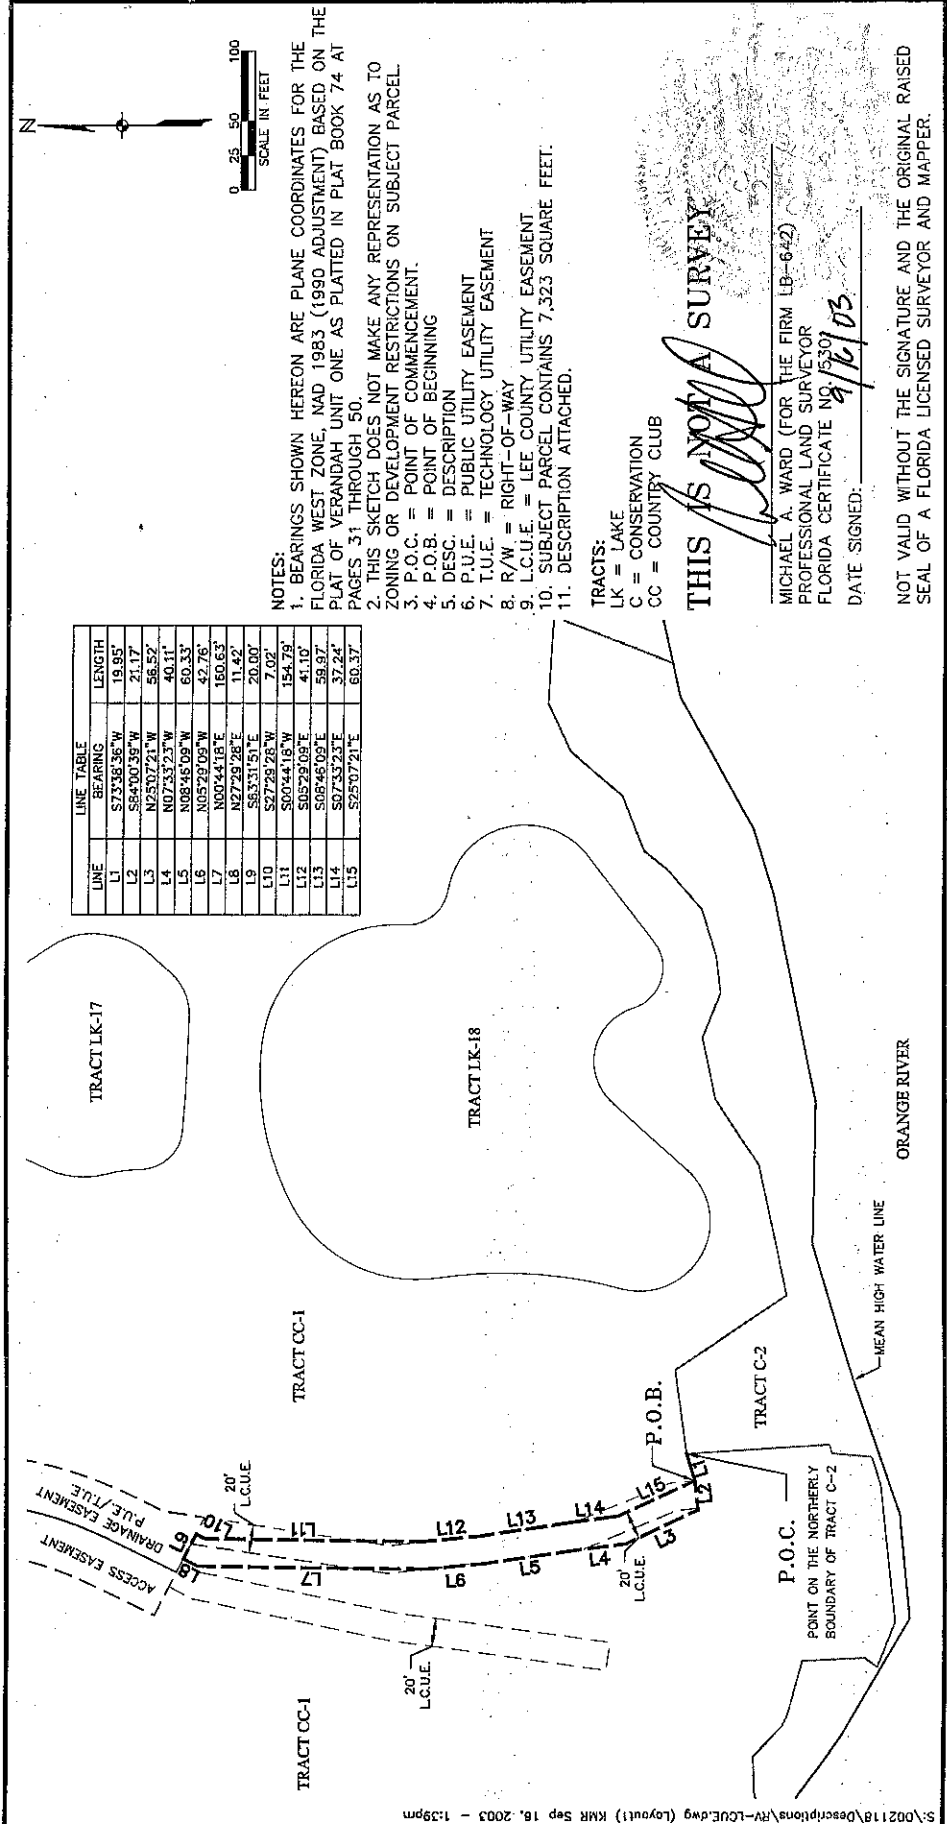 N
0 25 50 100
SCALE IN FEET
NOTES:
1. BEARINGS SHOWN HEREON ARE PLANE COORDINATES FOR THE
FLORIDA WEST ZONE, NAD 1983 (1990 ADJUSTMENT) BASED ON THE
PLAT OF VERANDAH UNIT ONE AS PLATTED IN PLAT BOOK 74 AT
PAGES 31 THROUGH 50.
2. THIS SKETCH DOES NOT MAKE ANY REPRESENTATION AS TO
ZONING OR DEVELOPMENT RESTRICTIONS ON SUBJECT PARCEL.
3. P.O.C. = POINT OF COMMENCEMENT.
4. P.O.B. = POINT OF BEGINNING
5. DESC. = DESCRIPTION
6. P.U.E. = PUBLIC UTILITY EASEMENT
7. T.U.E. = TECHNOLOGY UTILITY EASEMENT
8. R/W = RIGHT-OF-WAY
9. L.C.U.E. = LEE COUNTY UTILITY EASEMENT
10. SUBJECT PARCEL CONTAINS 7,323 SQUARE FEET.
11. DESCRIPTION ATTACHED.
TRACTS:
LK = LAKE
C = CONSERVATION
CC = COUNTRY CLUB
THIS IS NOT A SURVEY
MICHAEL A. WARD (FOR THE FIRM LB-642)
PROFESSIONAL LAND SURVEYOR
FLORIDA CERTIFICATE NO. 5301
DATE SIGNED: 9/16/03
NOT VALID WITHOUT THE SIGNATURE AND THE ORIGINAL RAISED
SEAL OF A FLORIDA LICENSED SURVEYOR AND MAPPER.
LINE TABLE
LINE BEARING LENGTH
L1 S73°38'36"W 19.95'
L2 S84°00'39"W 21.17'
L3 N25°07'21"W 56.52'
L4 N07°33'23"W 40.11'
L5 N08°46'09"W 60.33'
L6 N05°29'09"W 42.76'
L7 N00°44'18"E 160.63'
L8 N27°29'28"E 11.42'
L9 S63°31'51"E 20.00'
L10 S27°29'28"W 7.02'
L11 S00°44'18"W 154.79'
L12 S05°29'09"E 41.10'
L13 S08°46'09"E 59.97'
L14 S07°33'23"E 37.24'
L15 S25°07'21"E 60.37'
TRACT LK-17
TRACT LK-18
TRACT CC-1
TRACT CC-1
ACCESS EASEMENT
DRAINAGE EASEMENT
P.U.E./T.U.E.
L8
L9
L10
20'
L.C.U.E.
L7
L11
L6
L12
L5
L13
L4
L14
L3
L15
L2
L1
20'
L.C.U.E.
20'
L.C.U.E.
P.O.B.
P.O.C.
POINT ON THE NORTHERLY
BOUNDARY OF TRACT C-2
TRACT C-2
MEAN HIGH WATER LINE
ORANGE RIVER
S:\002118\Descriptions\RV-LCUE.dwg (Layout1) KMR Sep 16, 2003 - 1:39pm